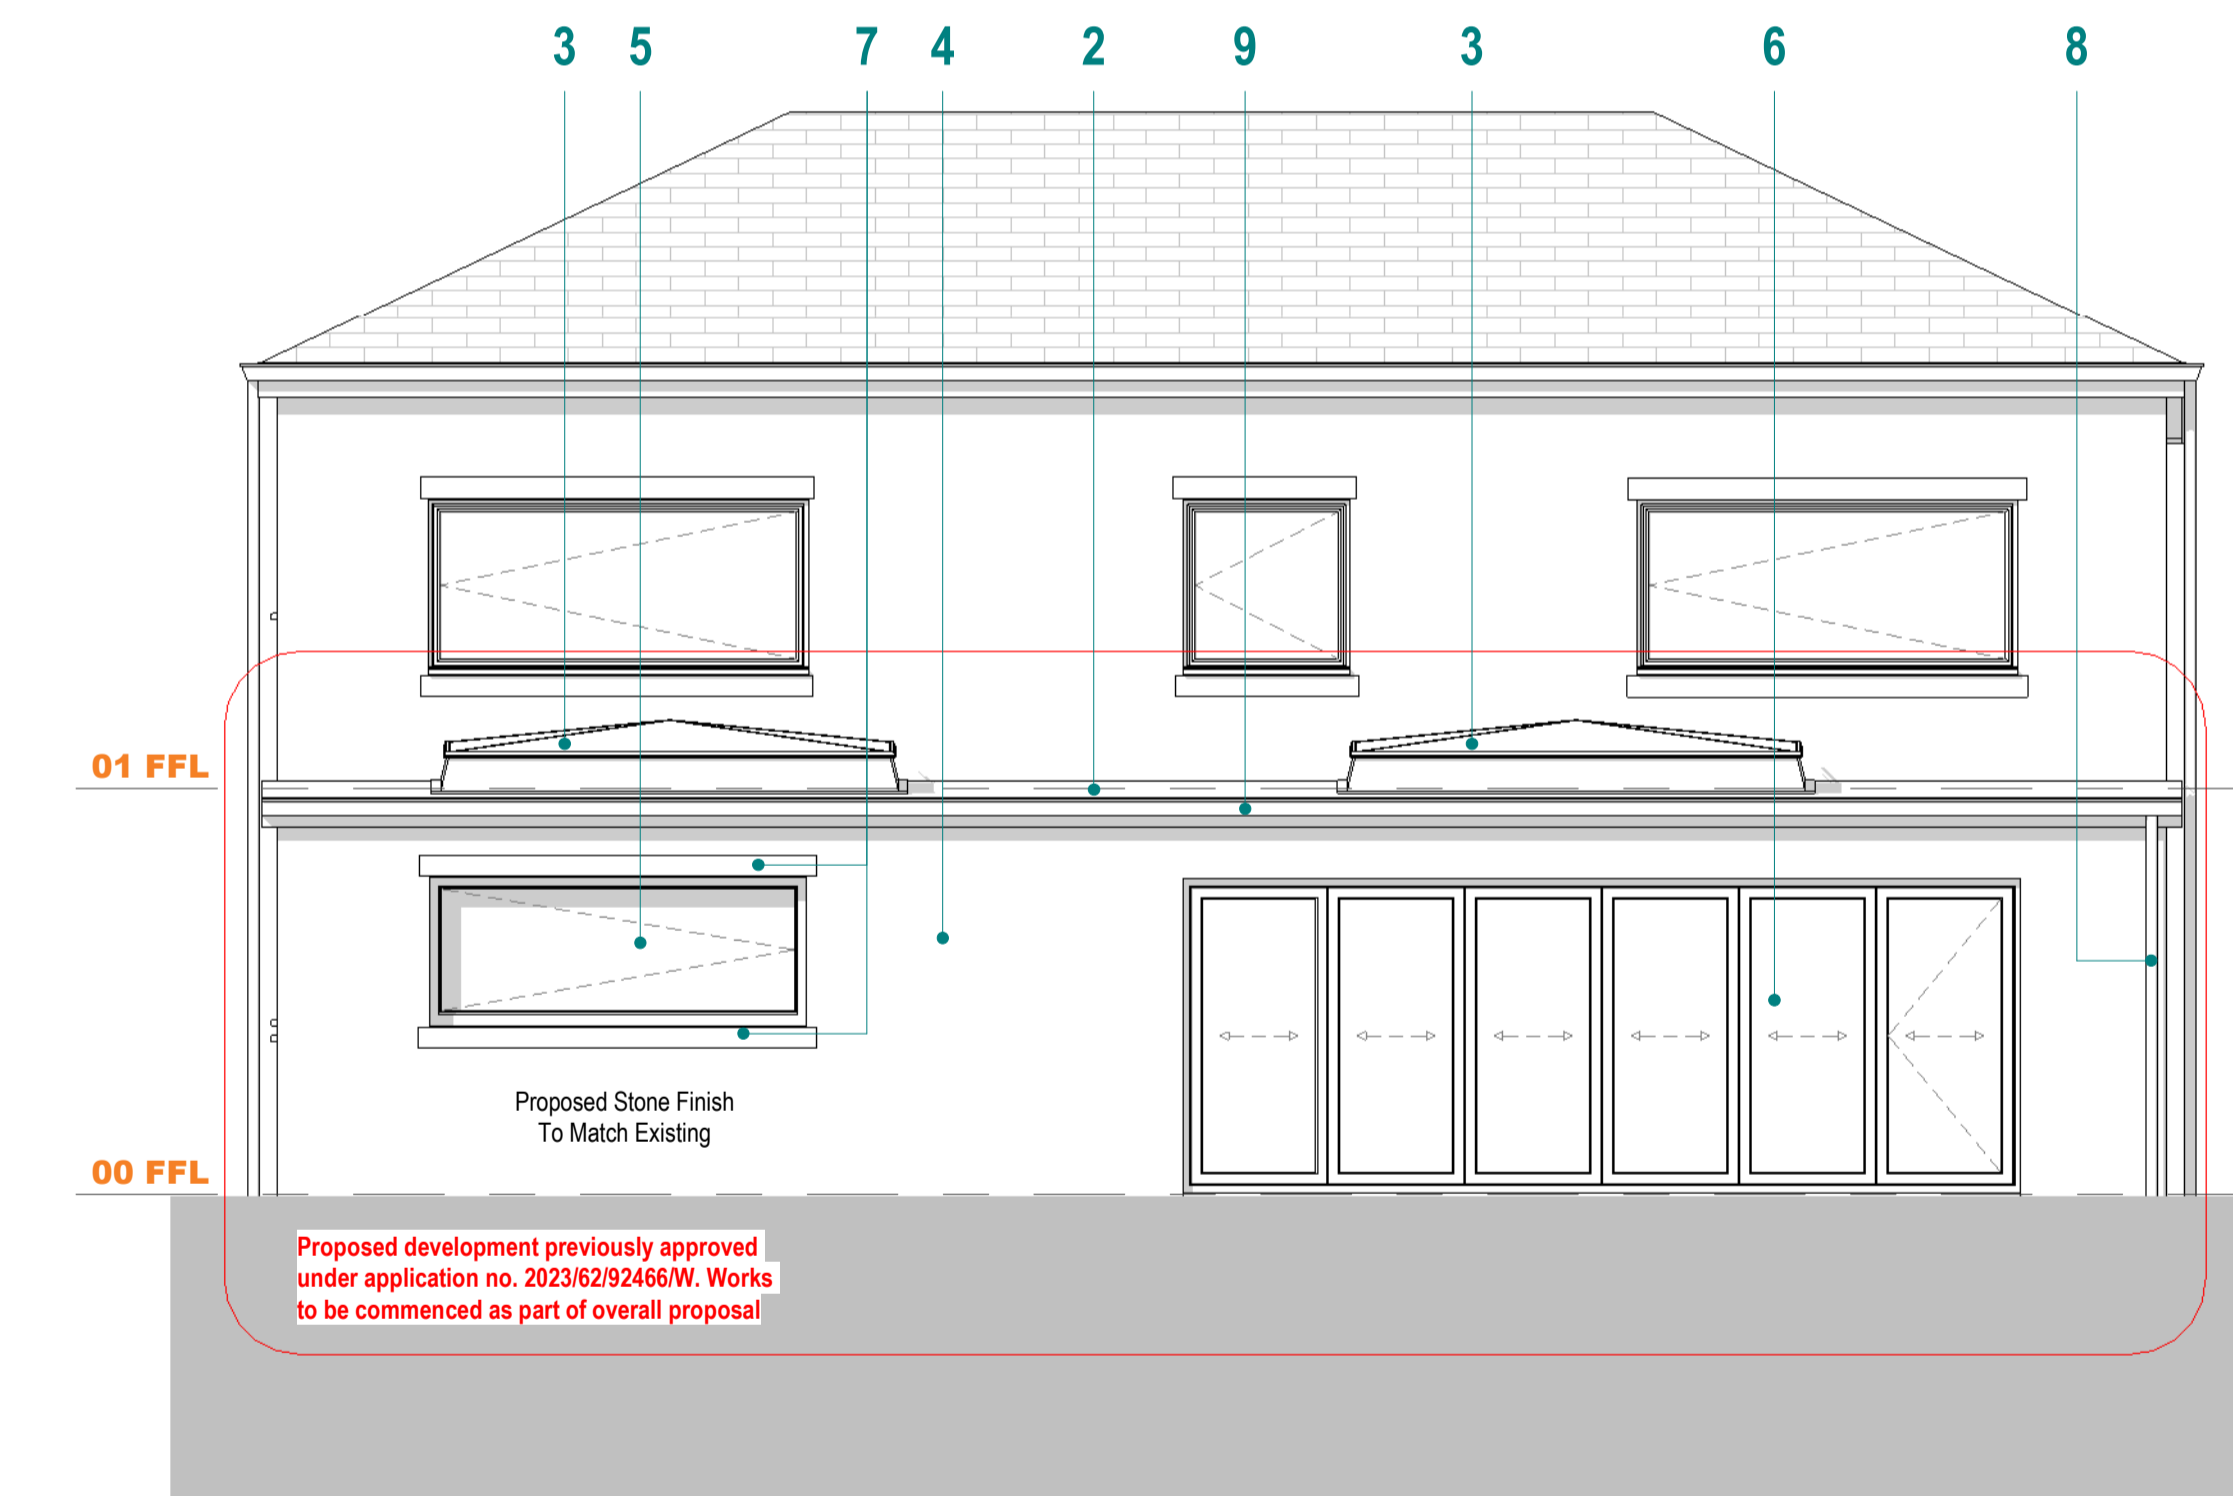 3 5 7 4 2 9 3 6 8
01 FFL
Proposed Stone Finish
To Match Existing
00 FFL
Proposed development previously approved
under application no. 2023/62/92466/W. Works
to be commenced as part of overall proposal